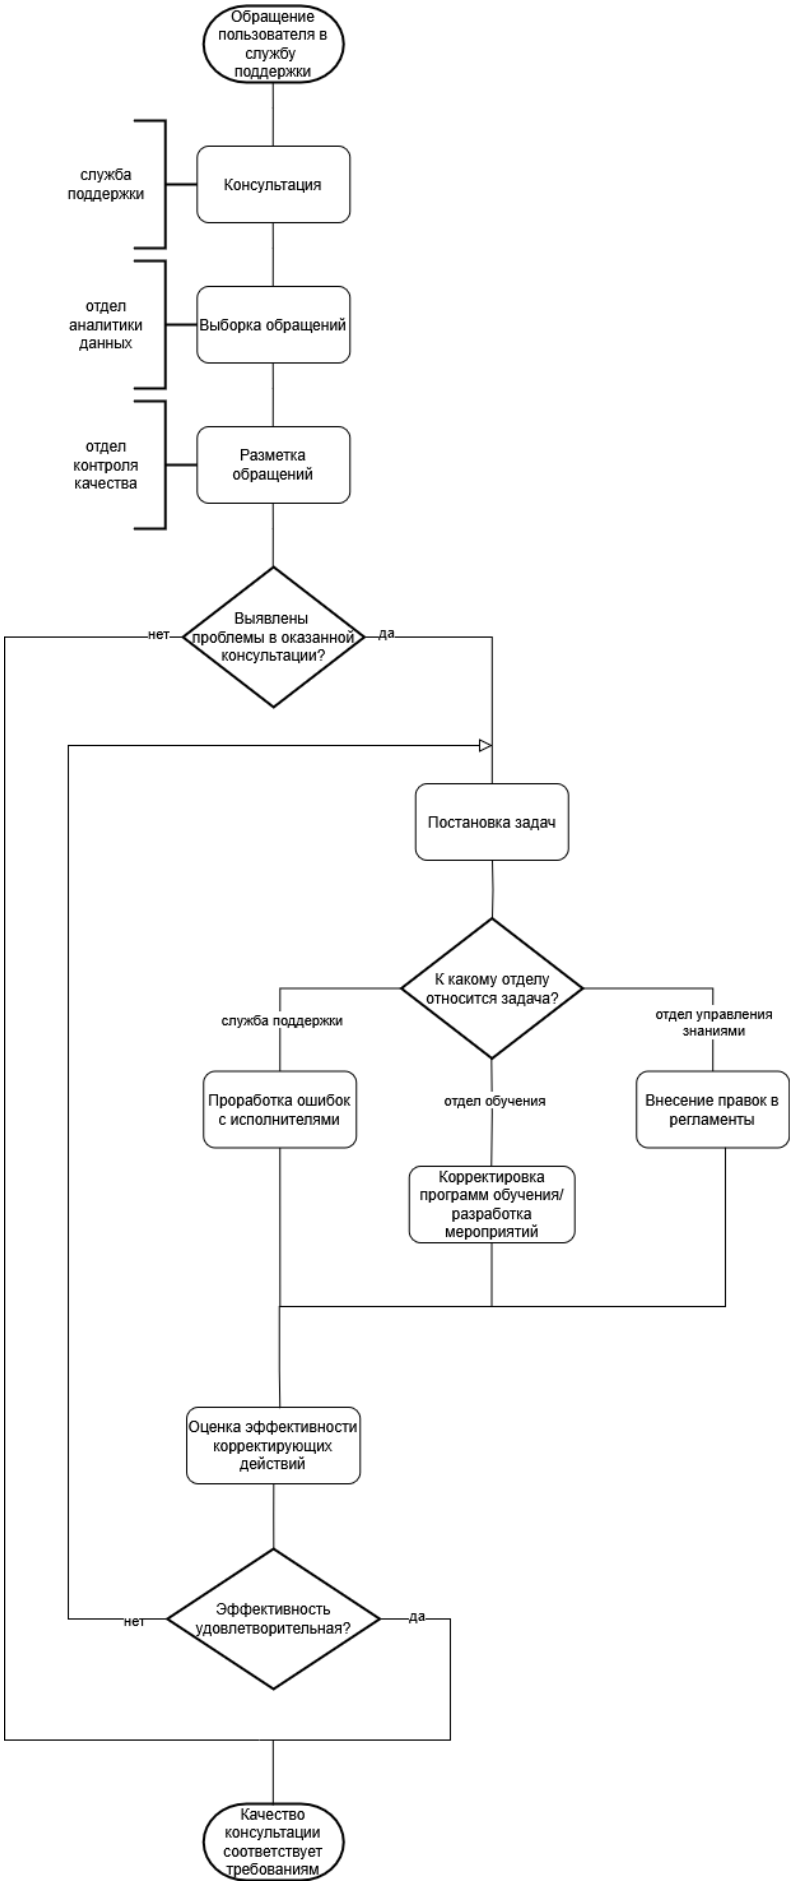 Обращение
пользователя в
службу
поддержки
служба
поддержки
Консультация
отдел
аналитики
данных
Выборка обращений
отдел
контроля
качества
Разметка
обращений
Выявлены
проблемы в оказанной
консультации?
нет
да
Постановка задач
К какому отделу
относится задача?
служба поддержки
отдел управления
знаниями
отдел обучения
Проработка ошибок
с исполнителями
Внесение правок в
регламенты
Корректировка
программ обучения/
разработка
мероприятий
Оценка эффективности
корректирующих
действий
Эффективность
удовлетворительная?
нет
да
Качество
консультации
соответствует
требованиям